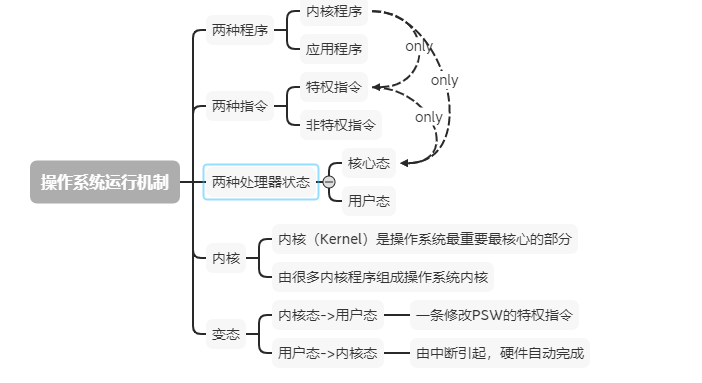 操作系统运行机制
两种程序
内核程序
应用程序
两种指令
特权指令
非特权指令
两种处理器状态
核心态
用户态
only
only
only
内核
内核（Kernel）是操作系统最重要最核心的部分
由很多内核程序组成操作系统内核
变态
内核态->用户态
一条修改PSW的特权指令
用户态->内核态
由中断引起，硬件自动完成